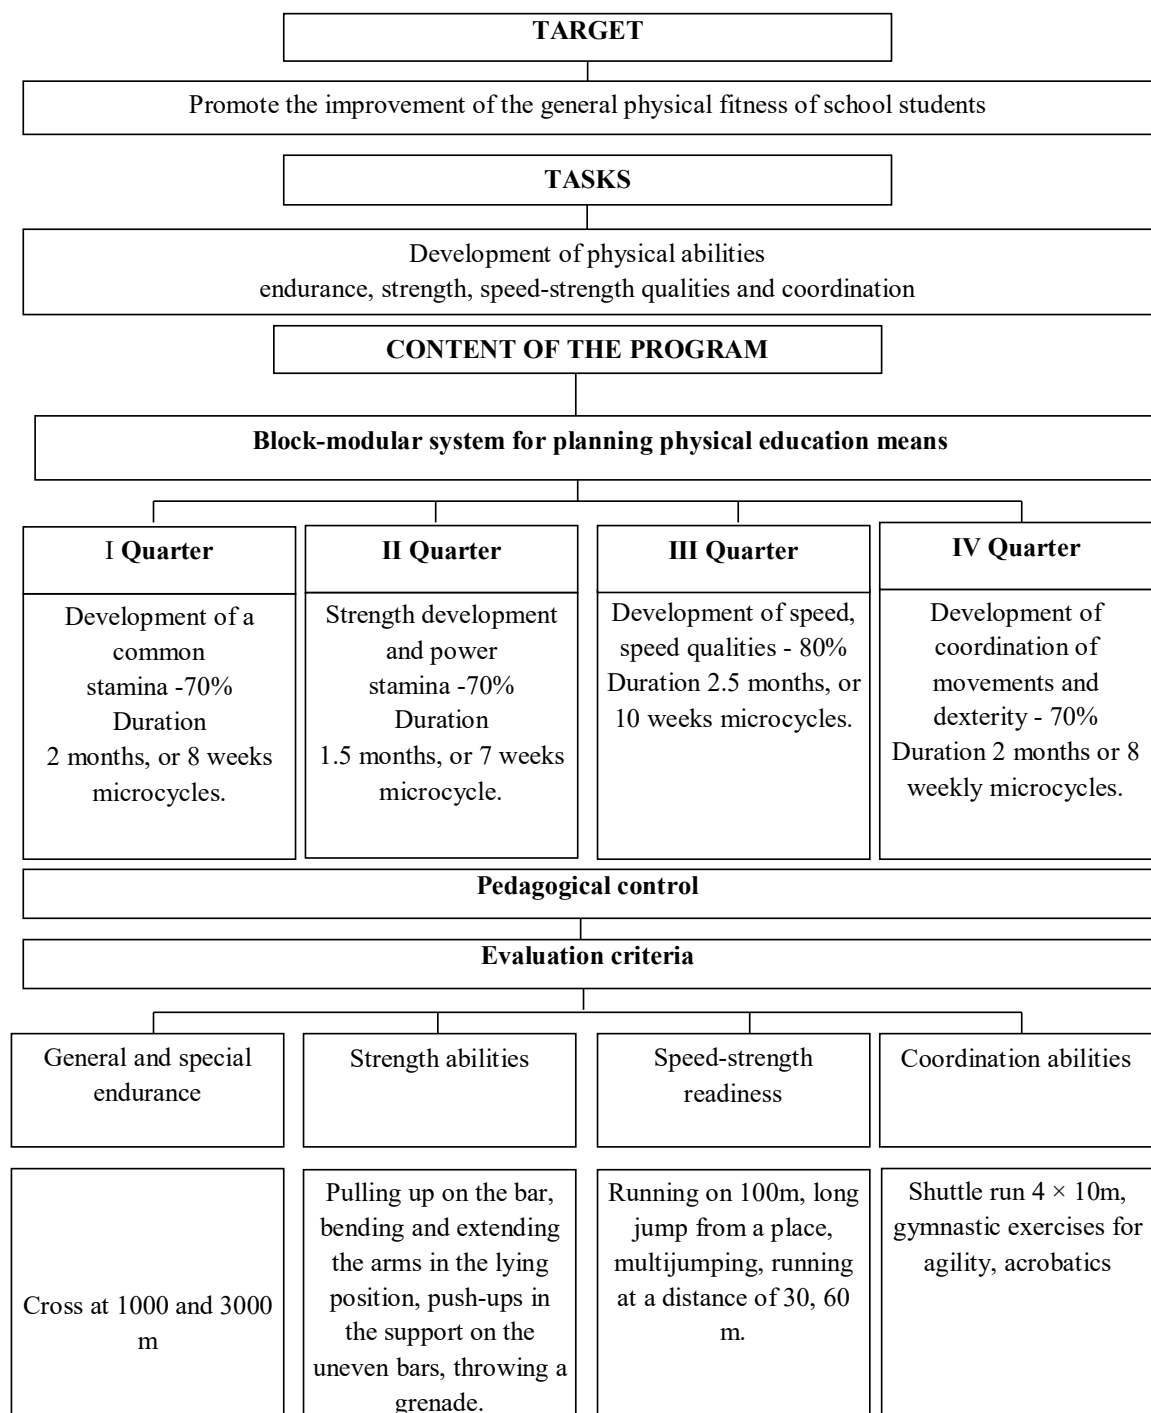 TARGET
Promote the improvement of the general physical fitness of school students
TASKS
Development of physical abilities
endurance, strength, speed-strength qualities and coordination
CONTENT OF THE PROGRAM
Block-modular system for planning physical education means
I Quarter
Development of a
common
stamina -70%
Duration
2 months, or 8 weeks
microcycles.
II Quarter
Strength development
and power
stamina -70%
Duration
1.5 months, or 7 weeks
microcycle.
III Quarter
Development of speed,
speed qualities - 80%
Duration 2.5 months, or
10 weeks microcycles.
IV Quarter
Development of
coordination of
movements and
dexterity - 70%
Duration 2 months or 8
weekly microcycles.
Pedagogical control
Evaluation criteria
General and special
endurance
Strength abilities
Speed-strength
readiness
Coordination abilities
Cross at 1000 and 3000
m
Pulling up on the bar,
bending and extending
the arms in the lying
position, push-ups in
the support on the
uneven bars, throwing a
grenade.
Running on 100m, long
jump from a place,
multijumping, running
at a distance of 30, 60
m.
Shuttle run 4 × 10m,
gymnastic exercises for
agility, acrobatics